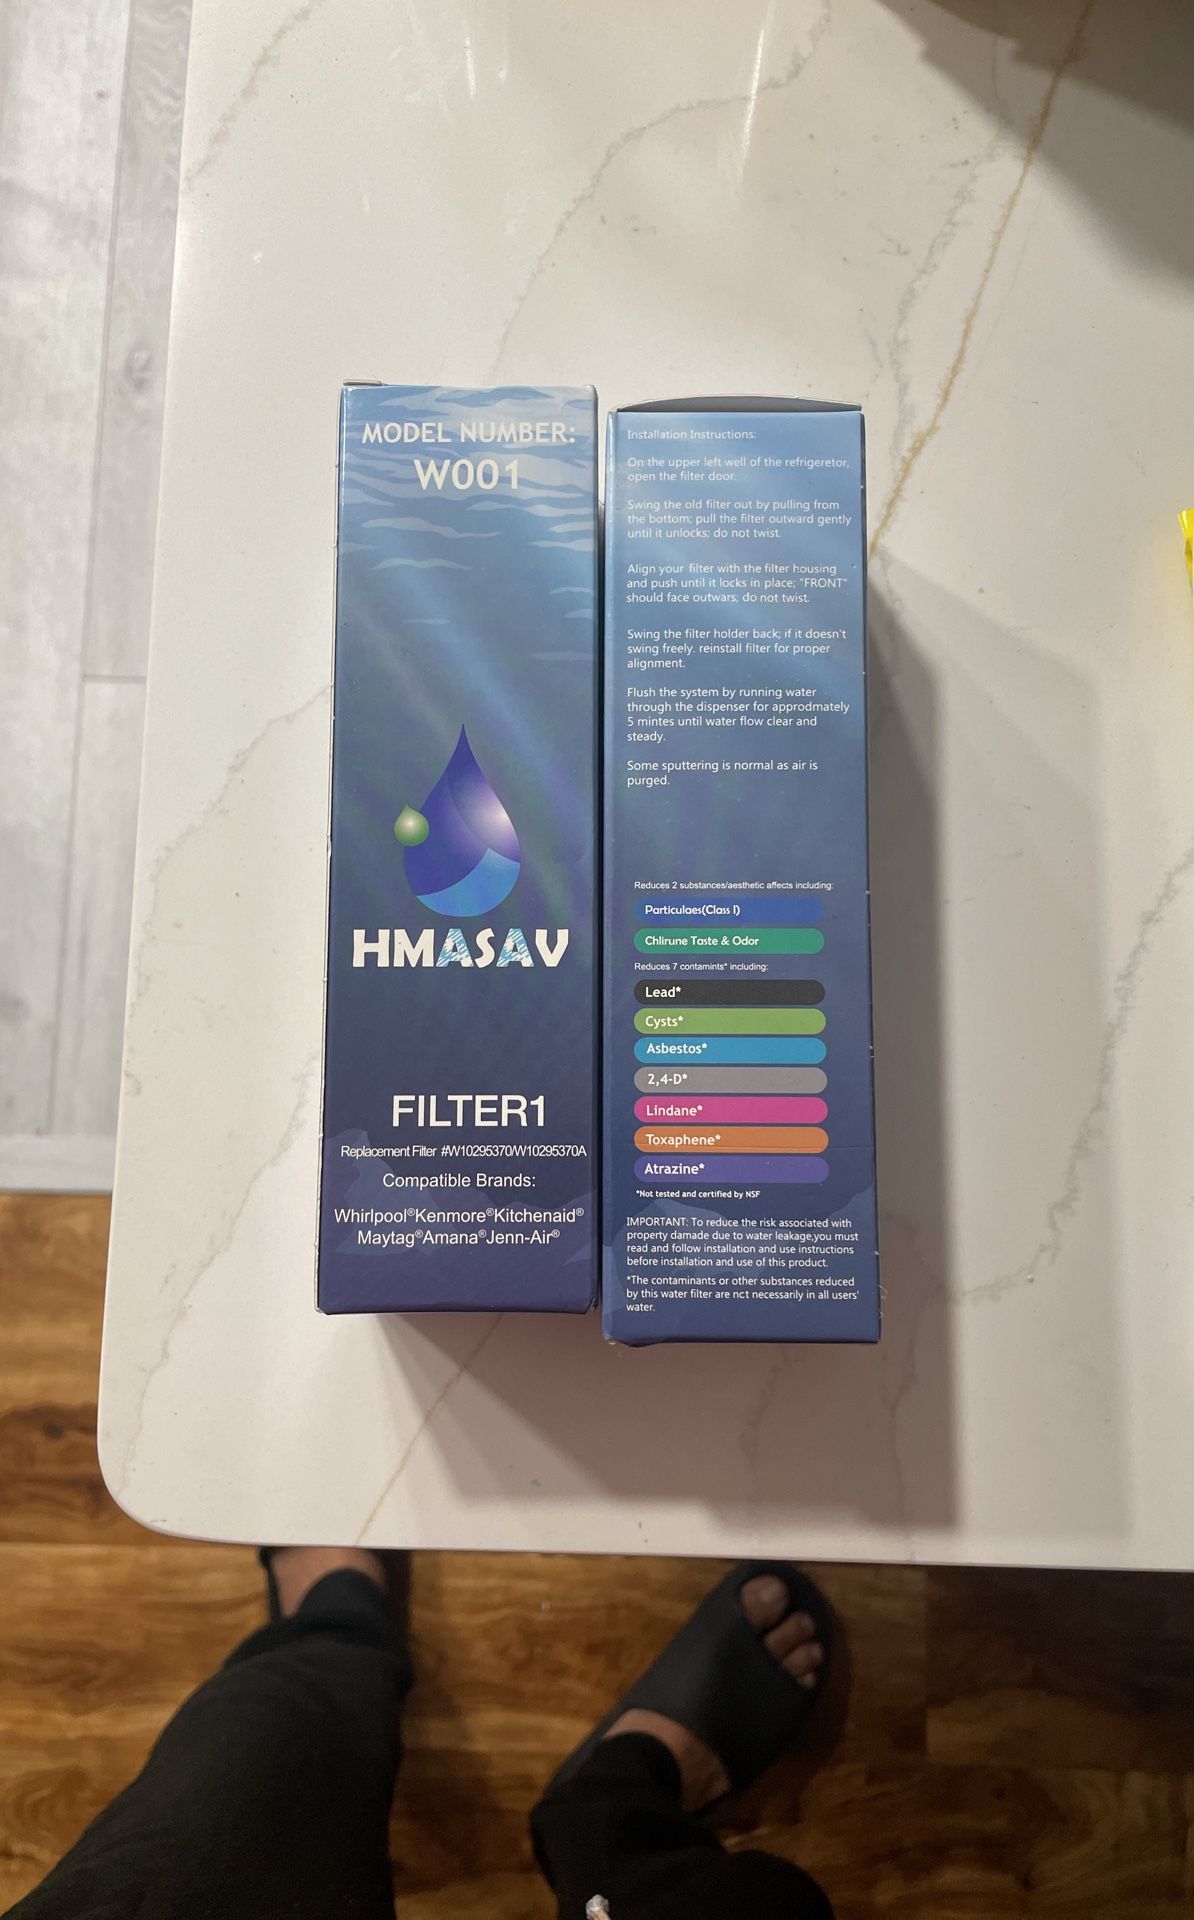 MODEL NUMBER:
W001
HMASAV
FILTER1
Replacement Filter #W10295370/W10295370A
Compatible Brands:
Whirlpool®Kenmore®Kitchenaid®
Maytag®Amana®Jenn-Air®
Installation Instructions:
On the upper left well of the refrigeretor,
open the filter door.
Swing the old filter out by pulling from
the bottom; pull the filter outward gently
until it unlocks; do not twist.
Align your filter with the filter housing
and push until it locks in place; "FRONT"
should face outwars; do not twist.
Swing the filter holder back; if it doesn't
swing freely. reinstall filter for proper
alignment.
Flush the system by running water
through the dispenser for approdmately
5 mintes until water flow clear and
steady.
Some sputtering is normal as air is
purged.
Reduces 2 substances/aesthetic affects including:
Particulaes(Class I)
Chlirune Taste & Odor
Reduces 7 contamints* including:
Lead*
Cysts*
Asbestos*
2,4-D*
Lindane*
Toxaphene*
Atrazine*
*Not tested and certified by NSF
IMPORTANT: To reduce the risk associated with
property damade due to water leakage,you must
read and follow installation and use instructions
before installation and use of this product.
*The contaminants or other substances reduced
by this water filter are nct necessarily in all users'
water.